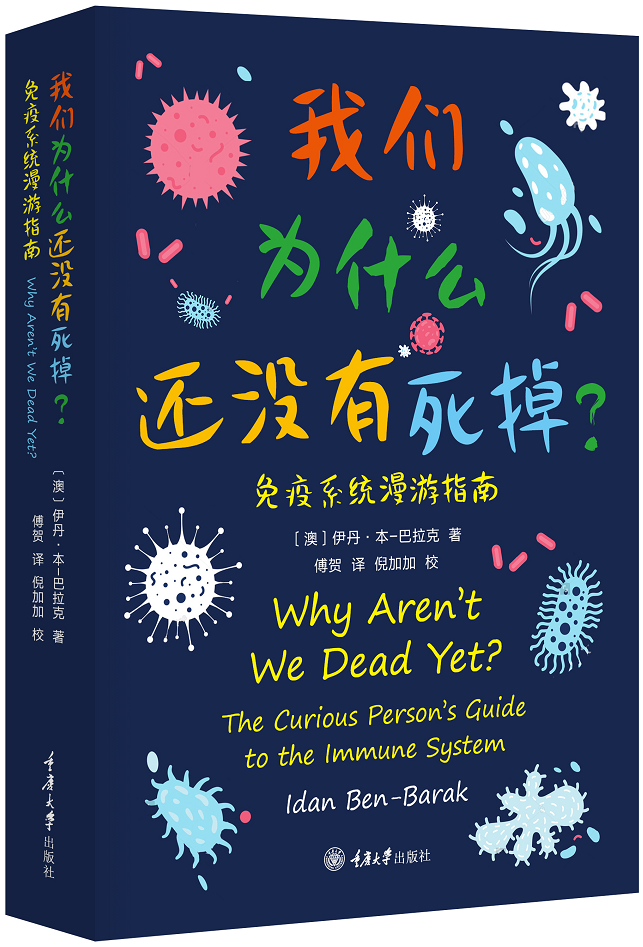 我们为什么还没有死掉?
免疫系统漫游指南
Why Aren't We Dead Yet?
[澳]伊丹·本-巴拉克 著
傅贺 译 倪加加 校
重庆大学出版社
我们
为什么
还没有死掉?
免疫系统漫游指南
[澳]伊丹·本-巴拉克 著
傅贺 译 倪加加 校
Why Aren't
We Dead Yet?
The Curious Person's Guide
to the Immune System
Idan Ben-Barak
重庆大学出版社